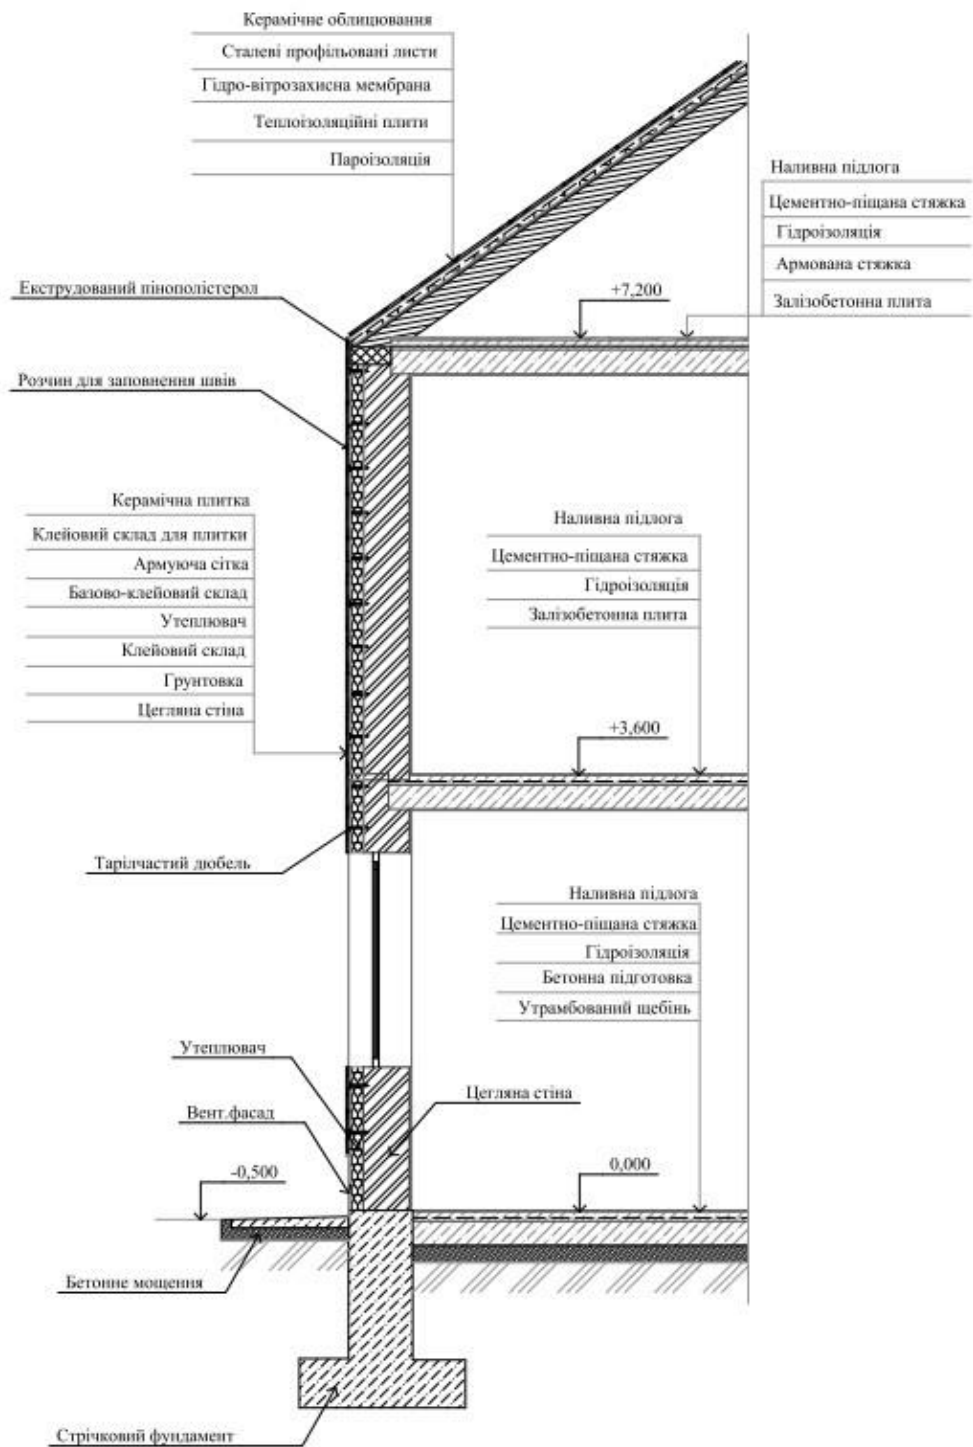 Керамічне облицювання
Сталеві профільовані листи
Гідро-вітрозахисна мембрана
Теплоізоляційні плити
Пароізоляція
Наливна підлога
Цементно-піщана стяжка
Гідроізоляція
Армована стяжка
Залізобетонна плита
Екструдований пінополістерол
+7,200
Розчин для заповнення швів
Керамічна плитка
Клейовий склад для плитки
Армуюча сітка
Базово-клейовий склад
Утеплювач
Клейовий склад
Грунтовка
Цегляна стіна
Наливна підлога
Цементно-піщана стяжка
Гідроізоляція
Залізобетонна плита
+3,600
Тарілчастий дюбель
Наливна підлога
Цементно-піщана стяжка
Гідроізоляція
Бетонна підготовка
Утрамбований щебінь
Утеплювач
Цегляна стіна
Вент.фасад
-0,500
0,000
Бетонне мощення
Стрічковий фундамент